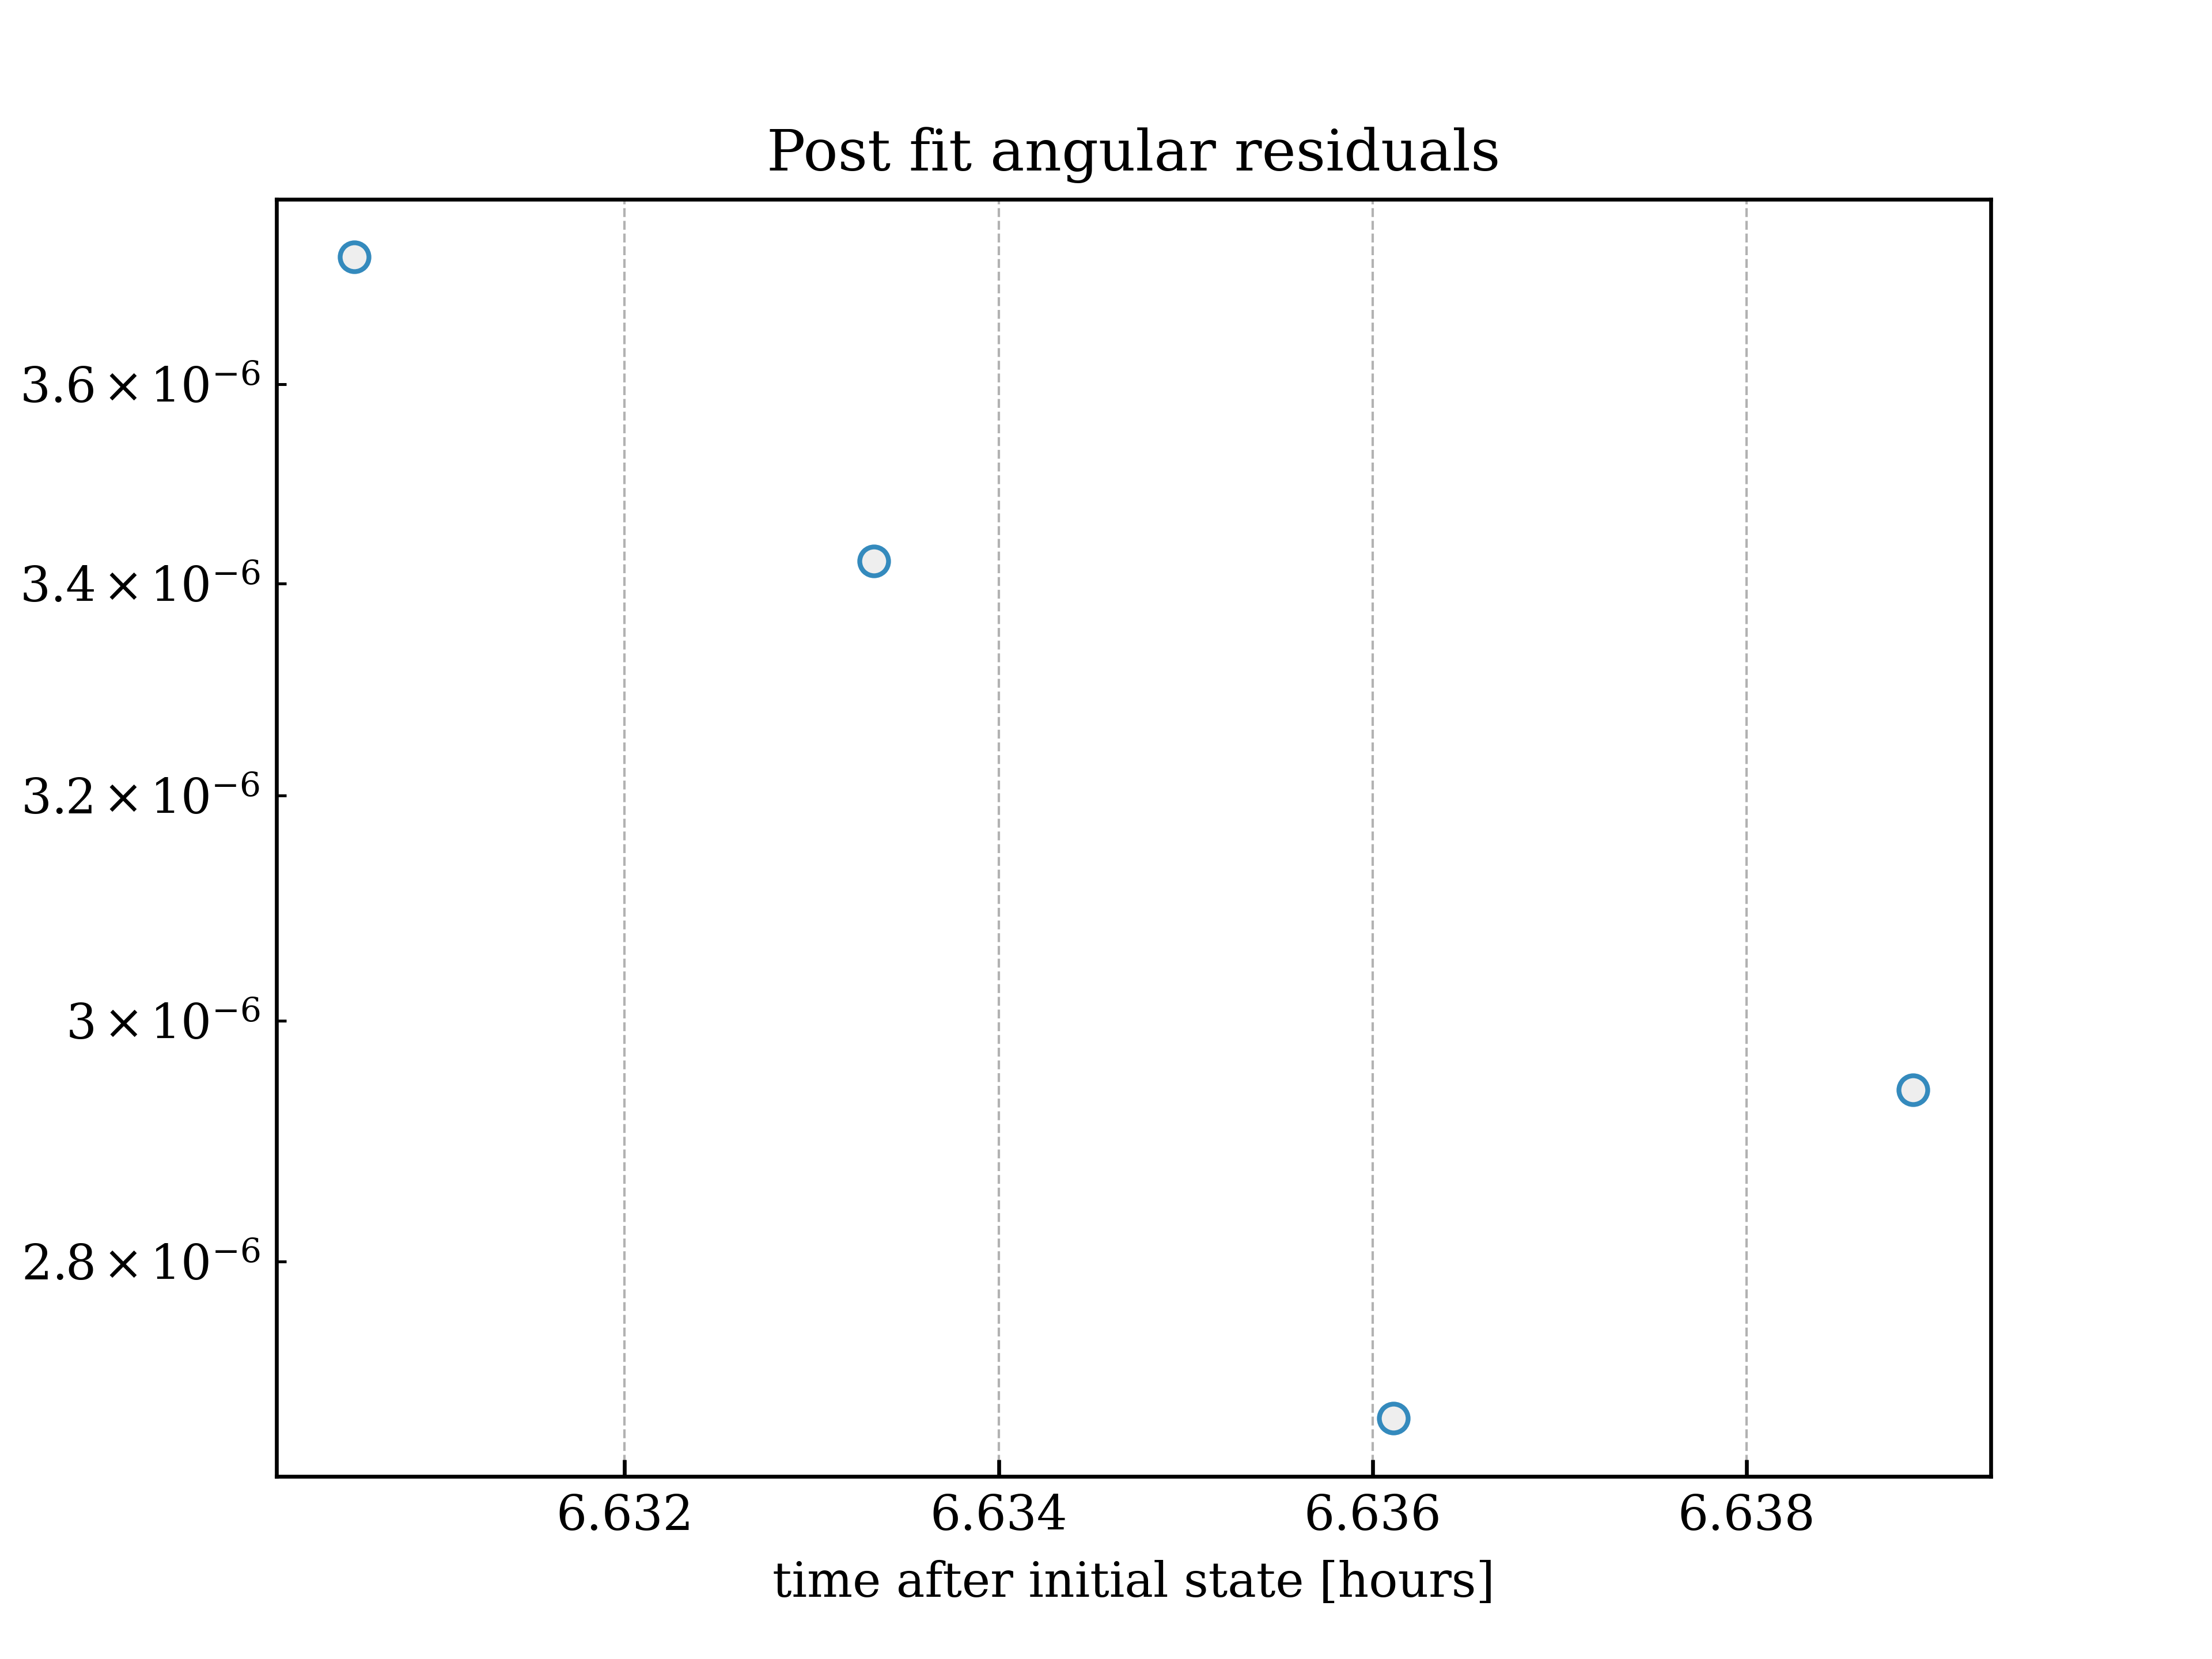 Post fit angular residuals
3.6 × 10⁻⁶
3.4 × 10⁻⁶
3.2 × 10⁻⁶
3 × 10⁻⁶
2.8 × 10⁻⁶
6.632 6.634 6.636 6.638
time after initial state [hours]